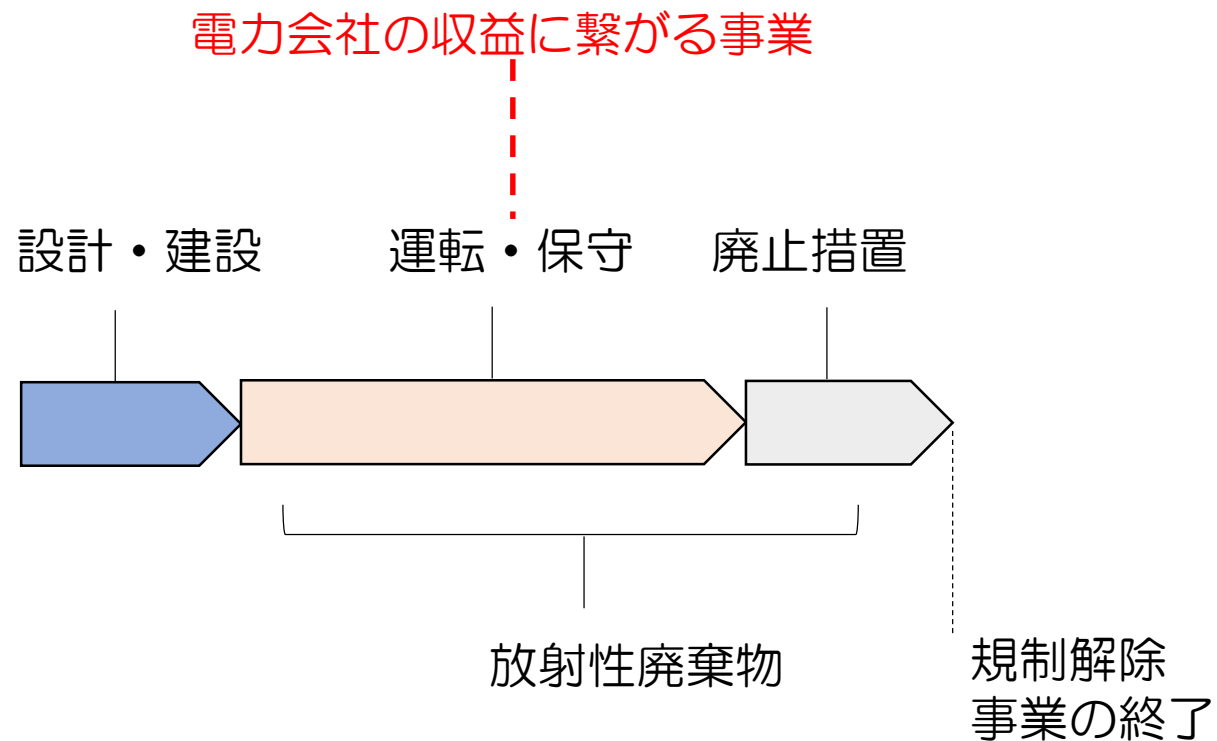 電力会社の収益に繋がる事業
設計・建設
運転・保守
廃止措置
放射性廃棄物
規制解除
事業の終了